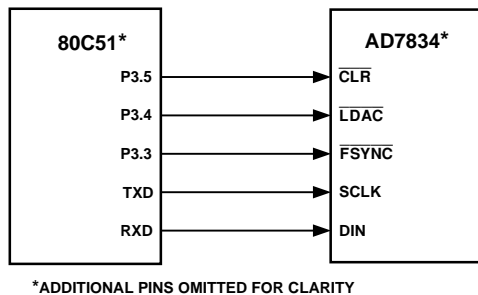 80C51*
AD7834*
P3.5
CLR
P3.4
LDAC
P3.3
FSYNC
TXD
SCLK
RXD
DIN
*ADDITIONAL PINS OMITTED FOR CLARITY